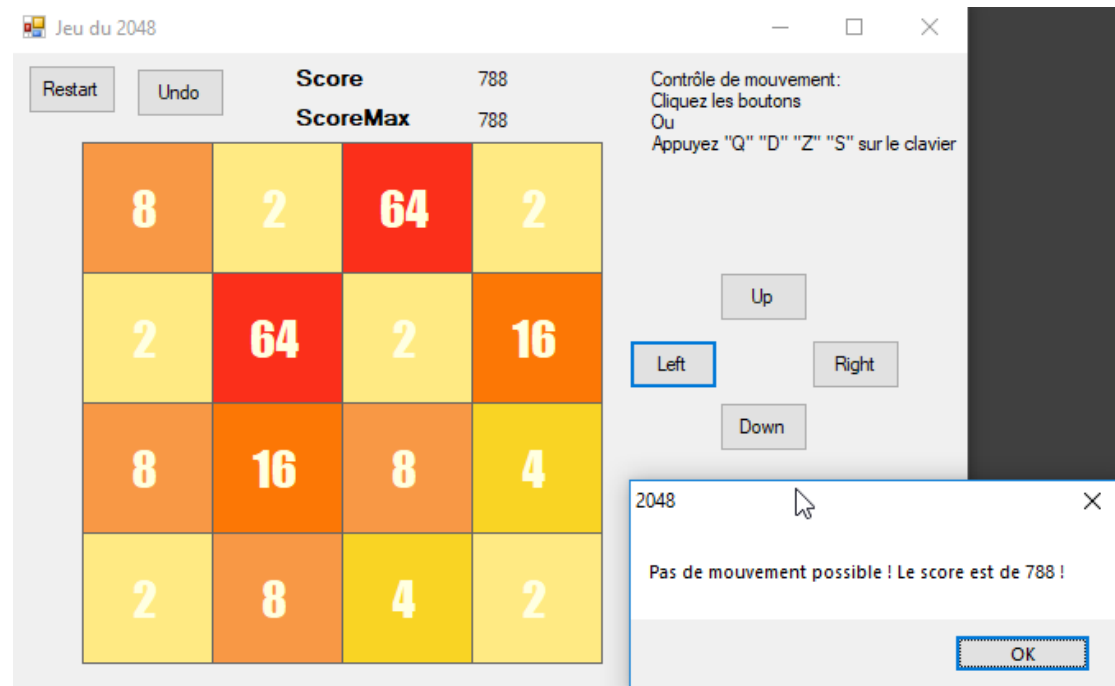 Jeu du 2048
Restart Undo Score 788
ScoreMax 788
Contrôle de mouvement:
Cliquez les boutons
Ou
Appuyez "Q" "D" "Z" "S" sur le clavier
8 2 64 2
2 64 2 16
8 16 8 4
2 8 4 2
Up
Left Right
Down
2048
Pas de mouvement possible ! Le score est de 788 !
OK